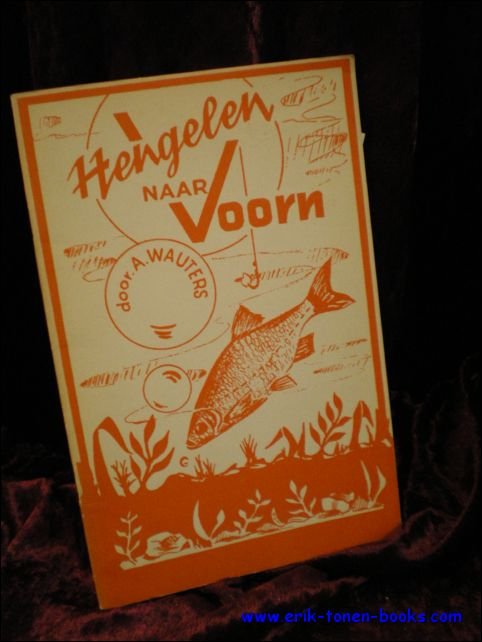 Hengelen
NAAR
Voorn
door. A. WAUTERS
G
www.erik-tonen-books.com